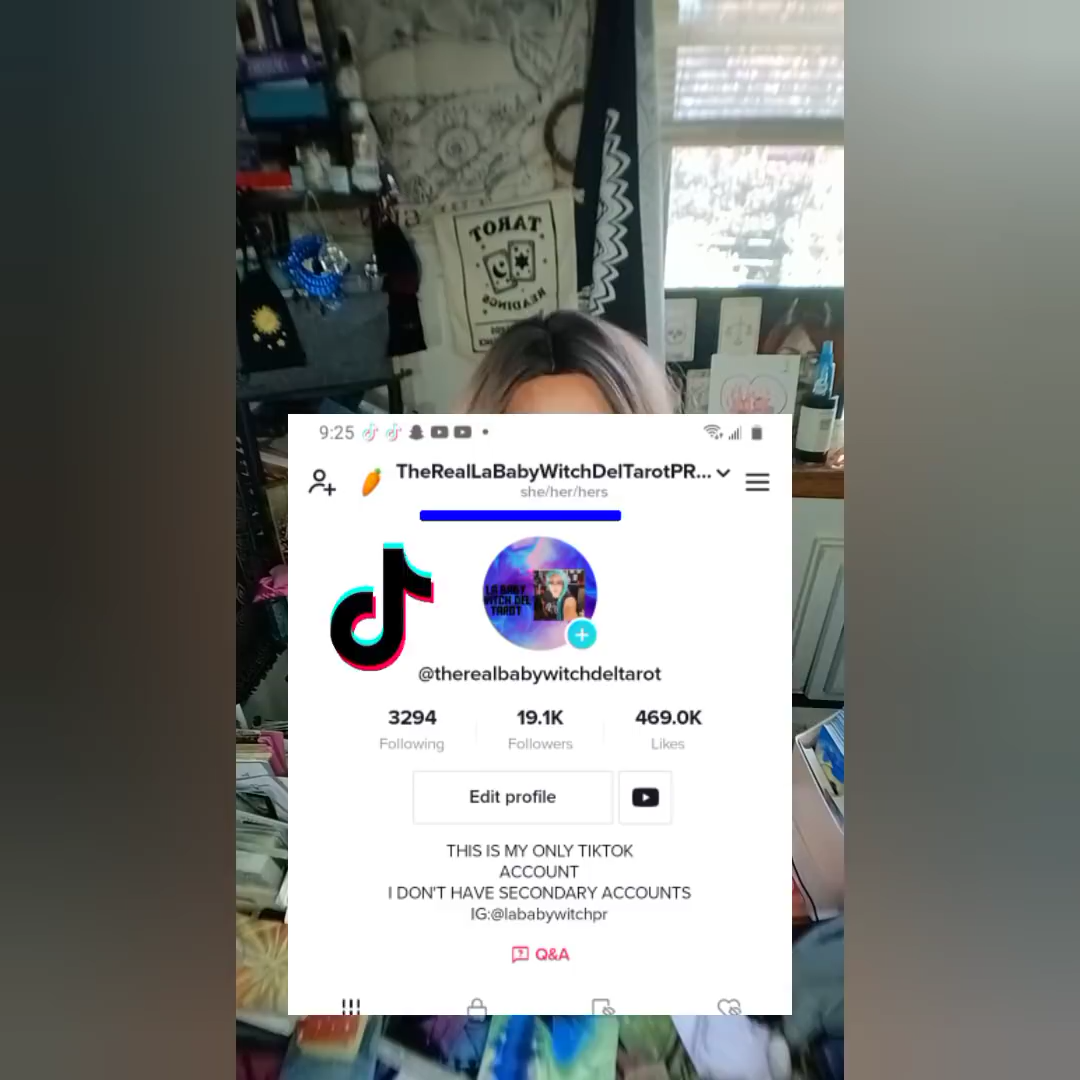 TAROT
READINGS
9:25
TheRealLaBabyWitchDelTarotPR...
she/her/hers
LA BABY
WITCH DEL
TAROT
@therealbabywitchdeltarot
3294
19.1K
469.0K
Following
Followers
Likes
Edit profile
THIS IS MY ONLY TIKTOK
ACCOUNT
I DON'T HAVE SECONDARY ACCOUNTS
IG:@lababywitchpr
Q&A